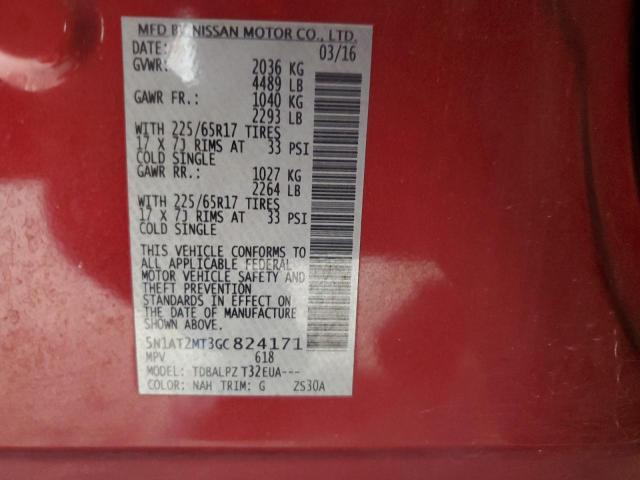 MFD BY NISSAN MOTOR CO., LTD.
DATE: 03/16
GVWR: 2036 KG
4489 LB
GAWR FR.: 1040 KG
2293 LB
WITH 225/65R17 TIRES
17 X 7J RIMS AT 33 PSI
COLD SINGLE
GAWR RR.: 1027 KG
2264 LB
WITH 225/65R17 TIRES
17 X 7J RIMS AT 33 PSI
COLD SINGLE
THIS VEHICLE CONFORMS TO
ALL APPLICABLE FEDERAL
MOTOR VEHICLE SAFETY AND
THEFT PREVENTION
STANDARDS IN EFFECT ON
THE DATE OF MANUFACTURE
SHOWN ABOVE.
5N1AT2MT3GC824171
MPV 618
MODEL: TDBALPZ T32EUA---
COLOR: NAH TRIM: G ZS30A